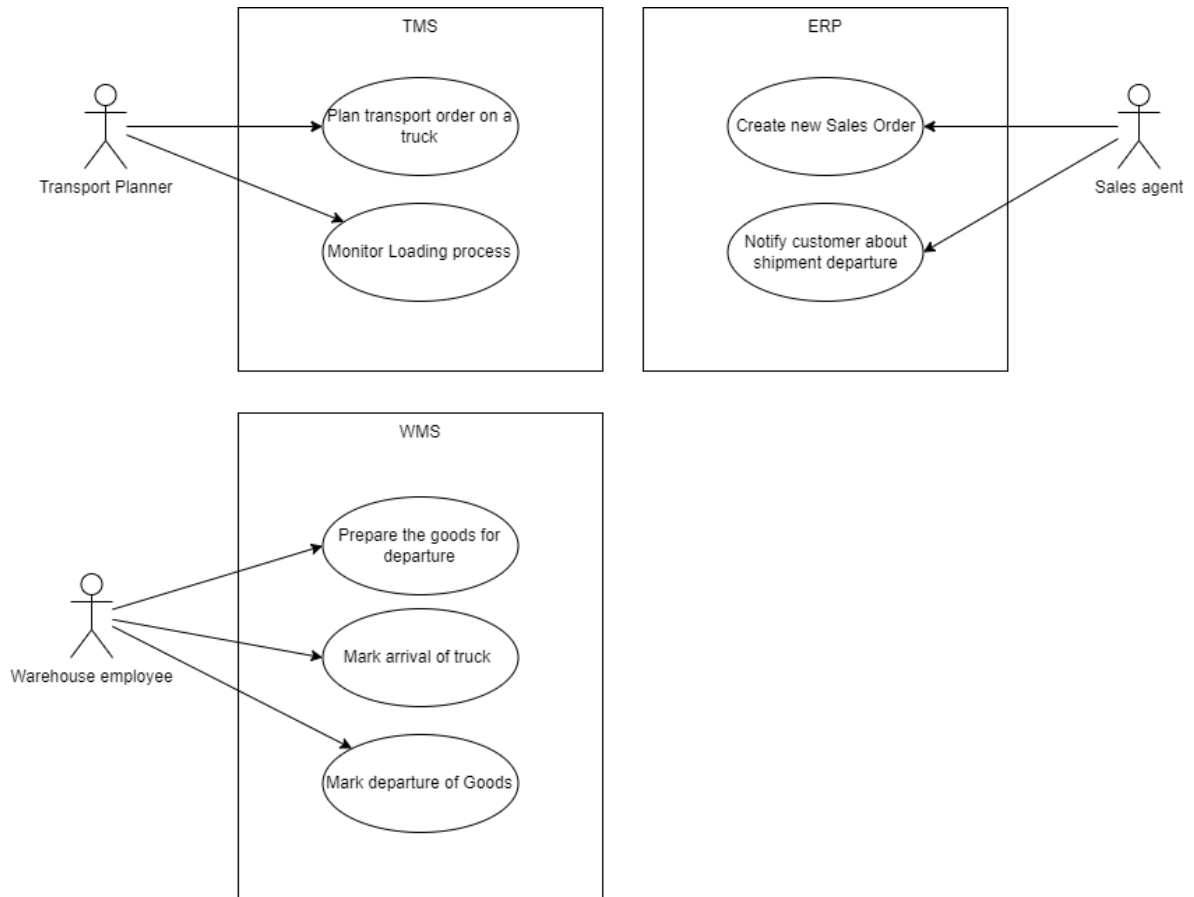 TMS
Plan transport order on a
truck
Transport Planner
Monitor Loading process
ERP
Create new Sales Order
Sales agent
Notify customer about
shipment departure
WMS
Prepare the goods for
departure
Warehouse employee
Mark arrival of truck
Mark departure of Goods